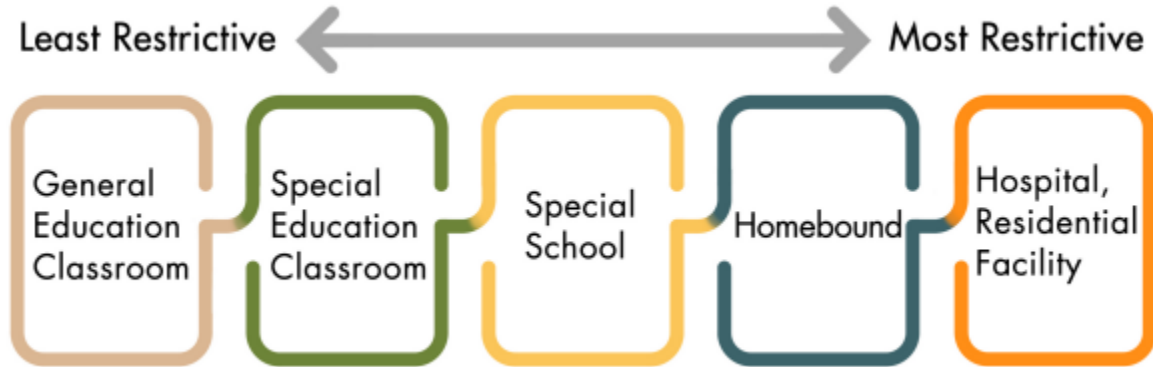 Least Restrictive
Most Restrictive
General
Education
Classroom
Special
Education
Classroom
Special
School
Homebound
Hospital,
Residential
Facility